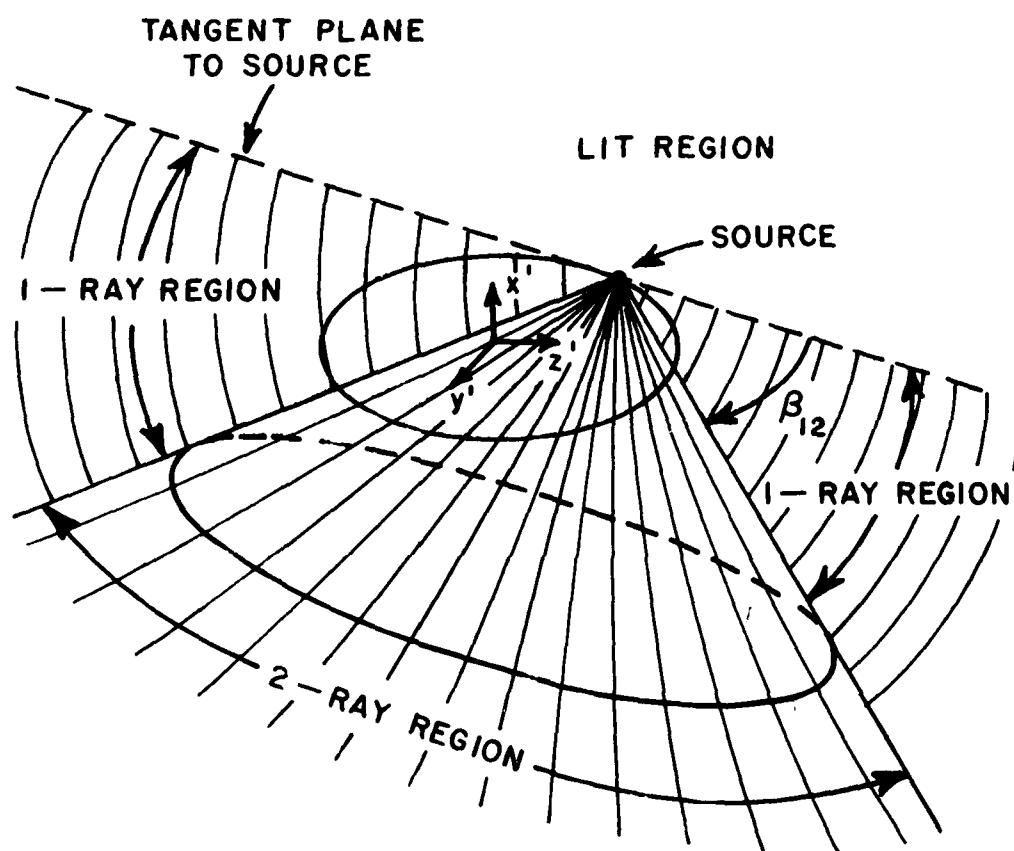 TANGENT PLANE
TO SOURCE
LIT REGION
SOURCE
1—RAY REGION
x'
z'
y'
β12
1—RAY REGION
2—RAY REGION